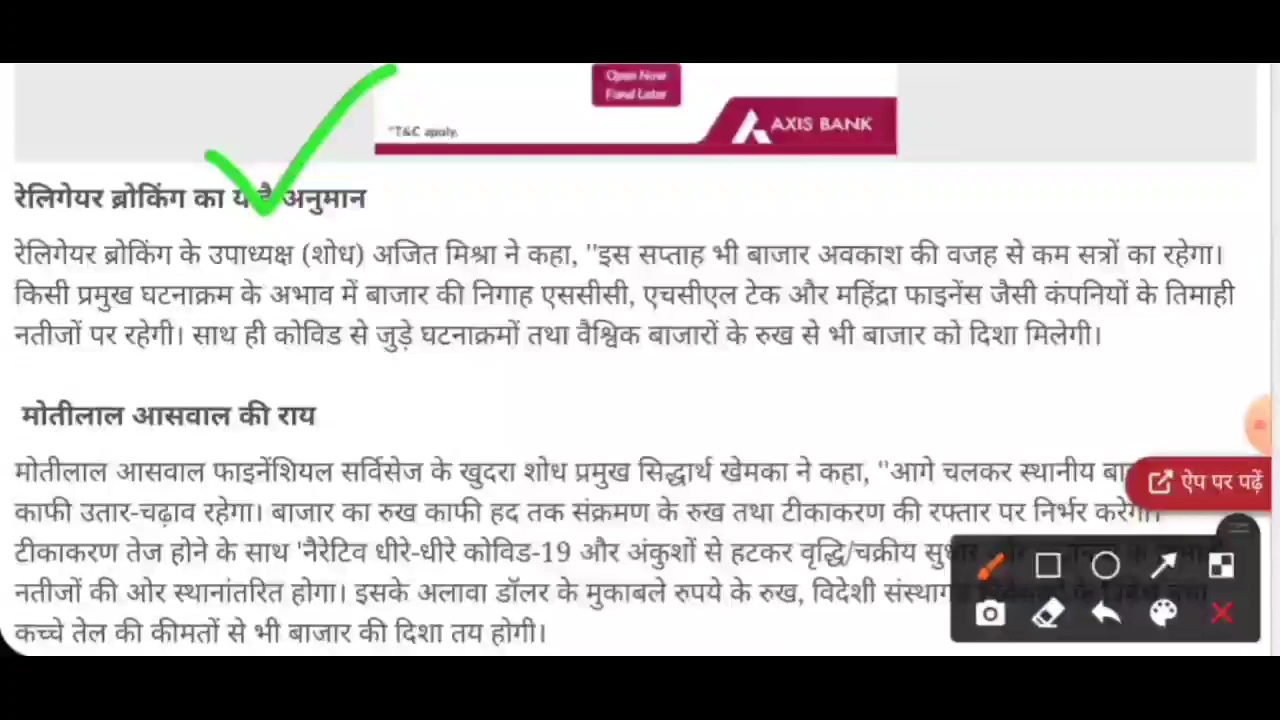 Open Now
Fund Later
*T&C apply.
AXIS BANK
रेलिगेयर ब्रोकिंग का है अनुमान
रेलिगेयर ब्रोकिंग के उपाध्यक्ष (शोध) अजित मिश्रा ने कहा, ''इस सप्ताह भी बाजार अवकाश की वजह से कम सत्रों का रहेगा।
किसी प्रमुख घटनाक्रम के अभाव में बाजार की निगाह एससीसी, एचसीएल टेक और महिंद्रा फाइनेंस जैसी कंपनियों के तिमाही
नतीजों पर रहेगी। साथ ही कोविड से जुड़े घटनाक्रमों तथा वैश्विक बाजारों के रुख से भी बाजार को दिशा मिलेगी।
मोतीलाल आसवाल की राय
मोतीलाल आसवाल फाइनेंशियल सर्विसेज के खुदरा शोध प्रमुख सिद्धार्थ खेमका ने कहा, ''आगे चलकर स्थानीय
ऐप पर पढ़ें
काफी उतार-चढ़ाव रहेगा। बाजार का रुख काफी हद तक संक्रमण के रुख तथा टीकाकरण की रफ्तार पर निर्भर करेगा।
टीकाकरण तेज होने के साथ 'नैरेटिव धीरे-धीरे कोविड-19 और अंकुशों से हटकर वृद्धि/चक्रीय
नतीजों की ओर स्थानांतरित होगा। इसके अलावा डॉलर के मुकाबले रुपये के रुख, विदेशी
कच्चे तेल की कीमतों से भी बाजार की दिशा तय होगी।